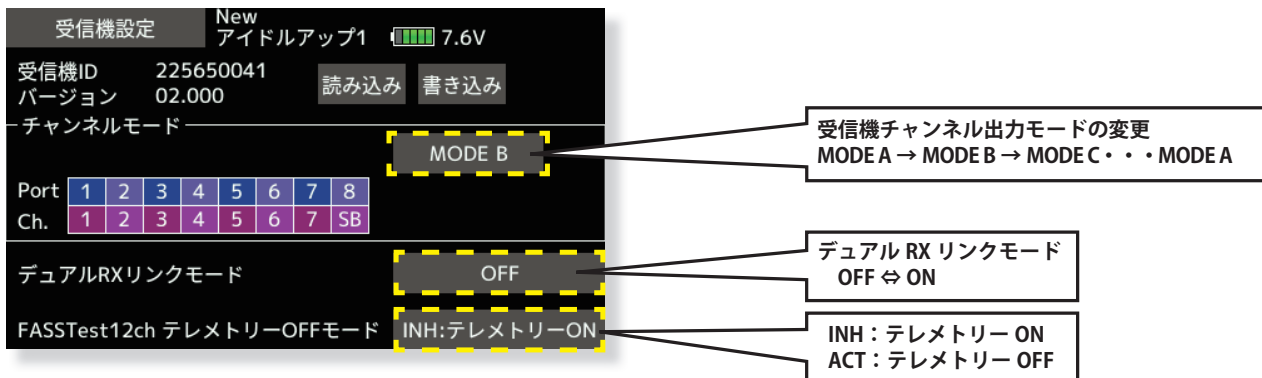 受信機設定
New
アイドルアップ1 7.6V
受信機ID 225650041
バージョン 02.000
読み込み 書き込み
チャンネルモード
MODE B
Port 1 2 3 4 5 6 7 8
Ch. 1 2 3 4 5 6 7 SB
デュアルRXリンクモード OFF
FASSTest12ch テレメトリーOFFモード INH:テレメトリーON
受信機チャンネル出力モードの変更
MODE A → MODE B → MODE C・・・MODE A
デュアル RX リンクモード
OFF ⇔ ON
INH：テレメトリー ON
ACT：テレメトリー OFF